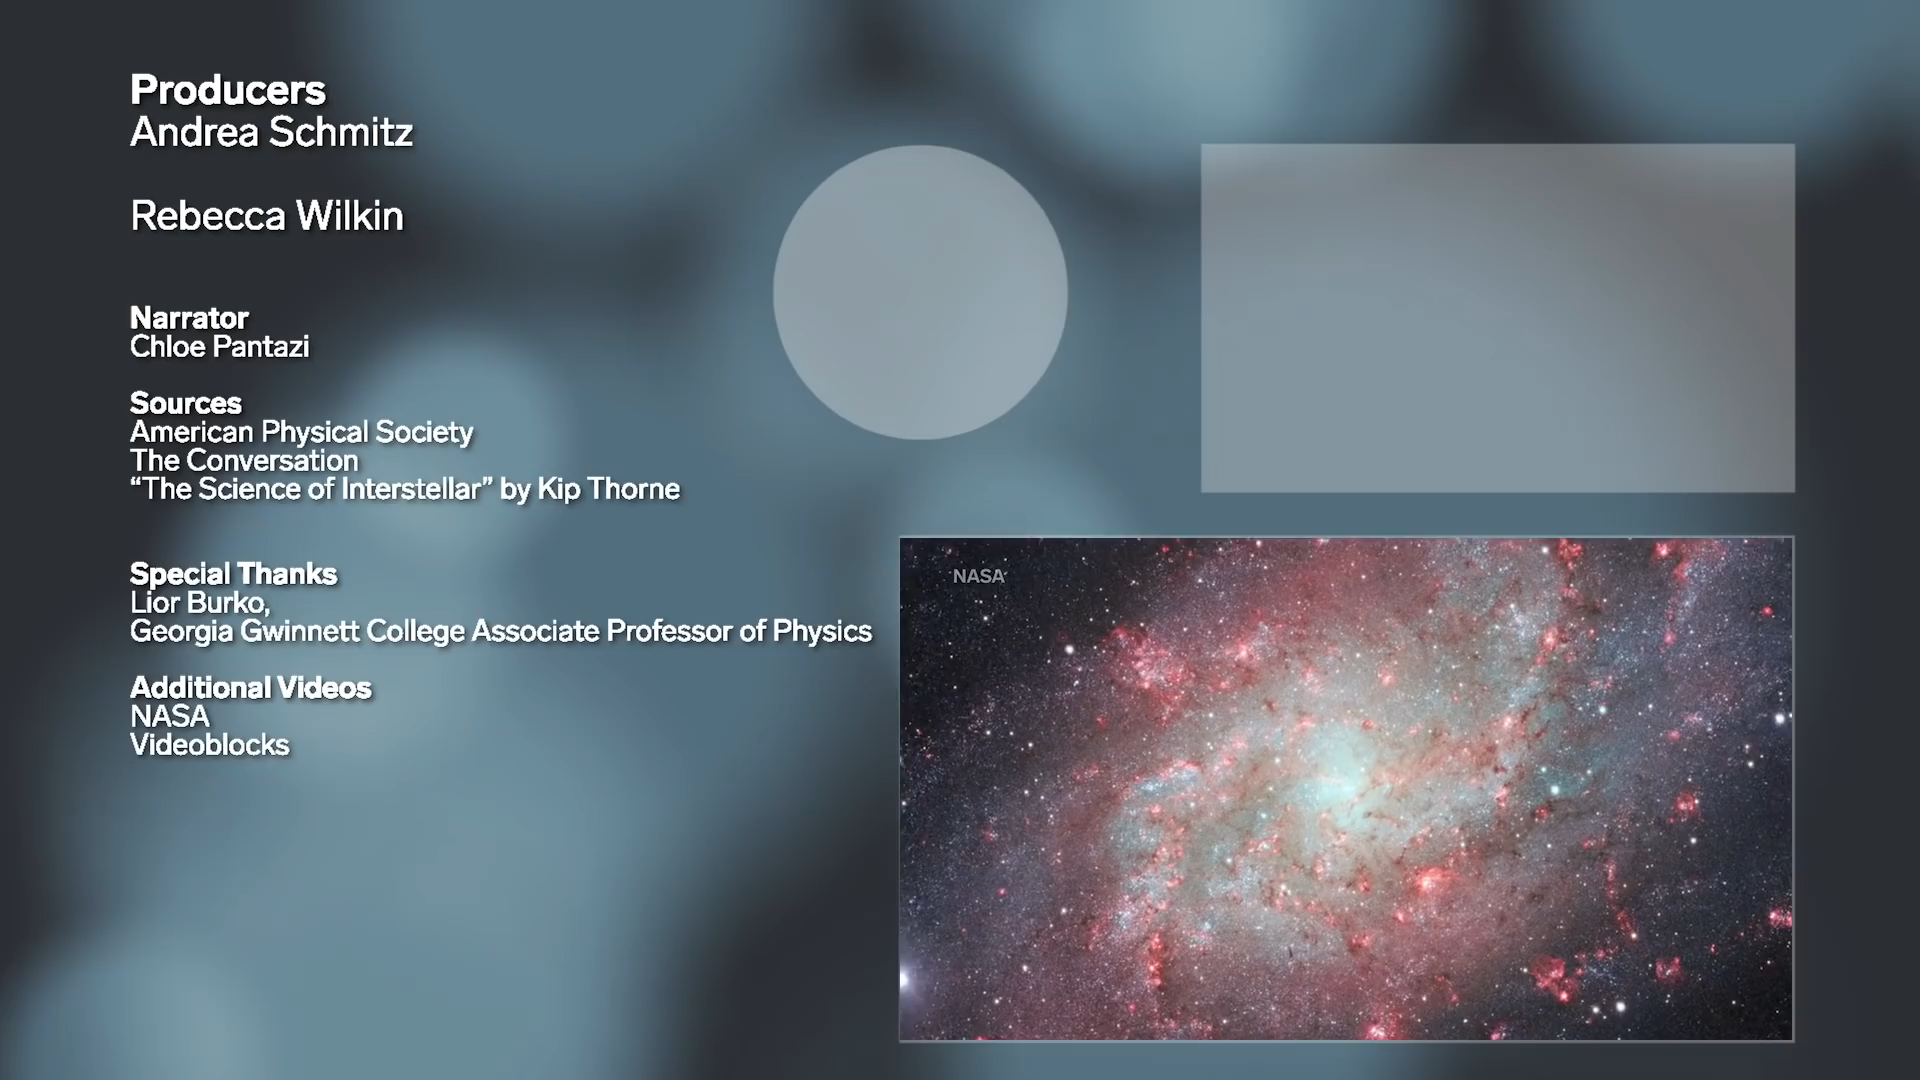 Producers
Andrea Schmitz
Rebecca Wilkin
Narrator
Chloe Pantazi
Sources
American Physical Society
The Conversation
“The Science of Interstellar” by Kip Thorne
Special Thanks
Lior Burko,
Georgia Gwinnett College Associate Professor of Physics
Additional Videos
NASA
Videoblocks
NASA